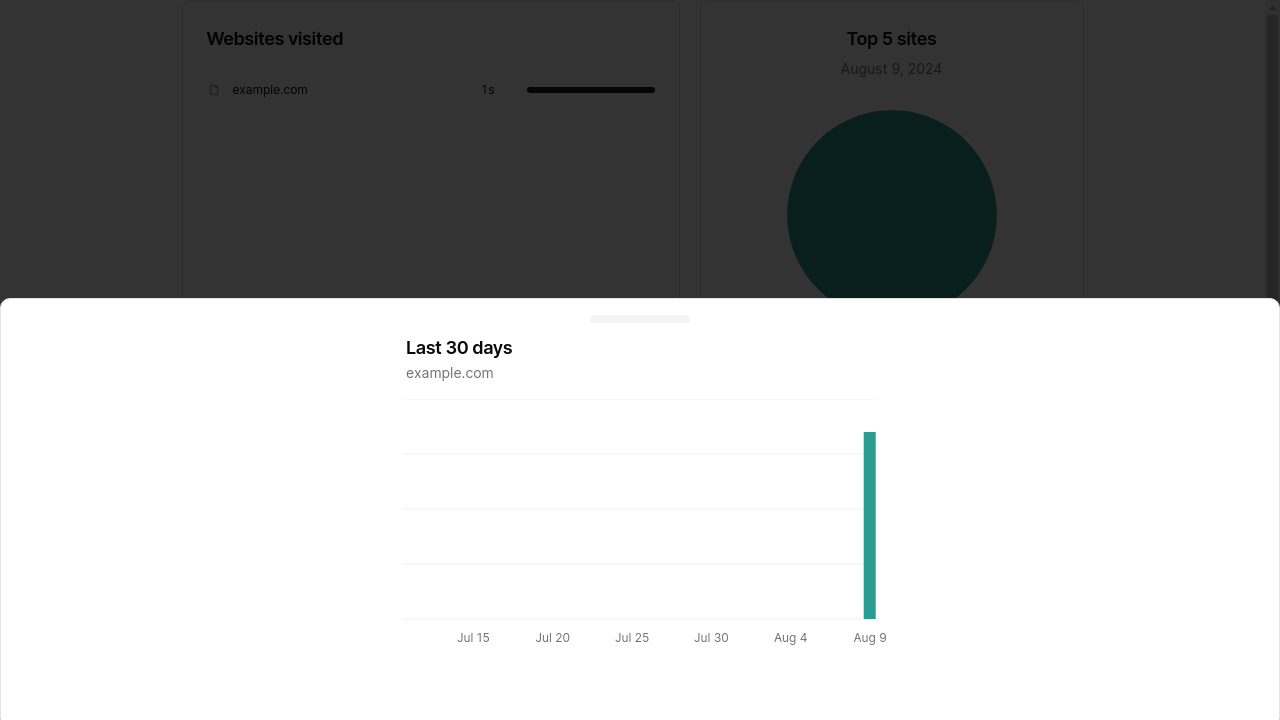 Websites visited
example.com 1s
Top 5 sites
August 9, 2024
Last 30 days
example.com
Jul 15 Jul 20 Jul 25 Jul 30 Aug 4 Aug 9